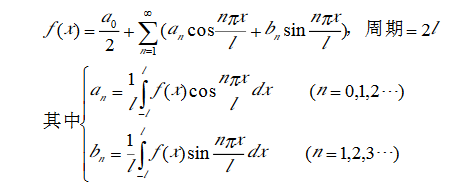 f(x) = a₀/2 + ∑_{n=1}^{∞} (aₙ cos nπx/l + bₙ sin nπx/l), 周期 = 2l
其中 { aₙ = 1/l ∫_{-l}^{l} f(x) cos nπx/l dx (n = 0,1,2⋯)
bₙ = 1/l ∫_{-l}^{l} f(x) sin nπx/l dx (n = 1,2,3⋯)